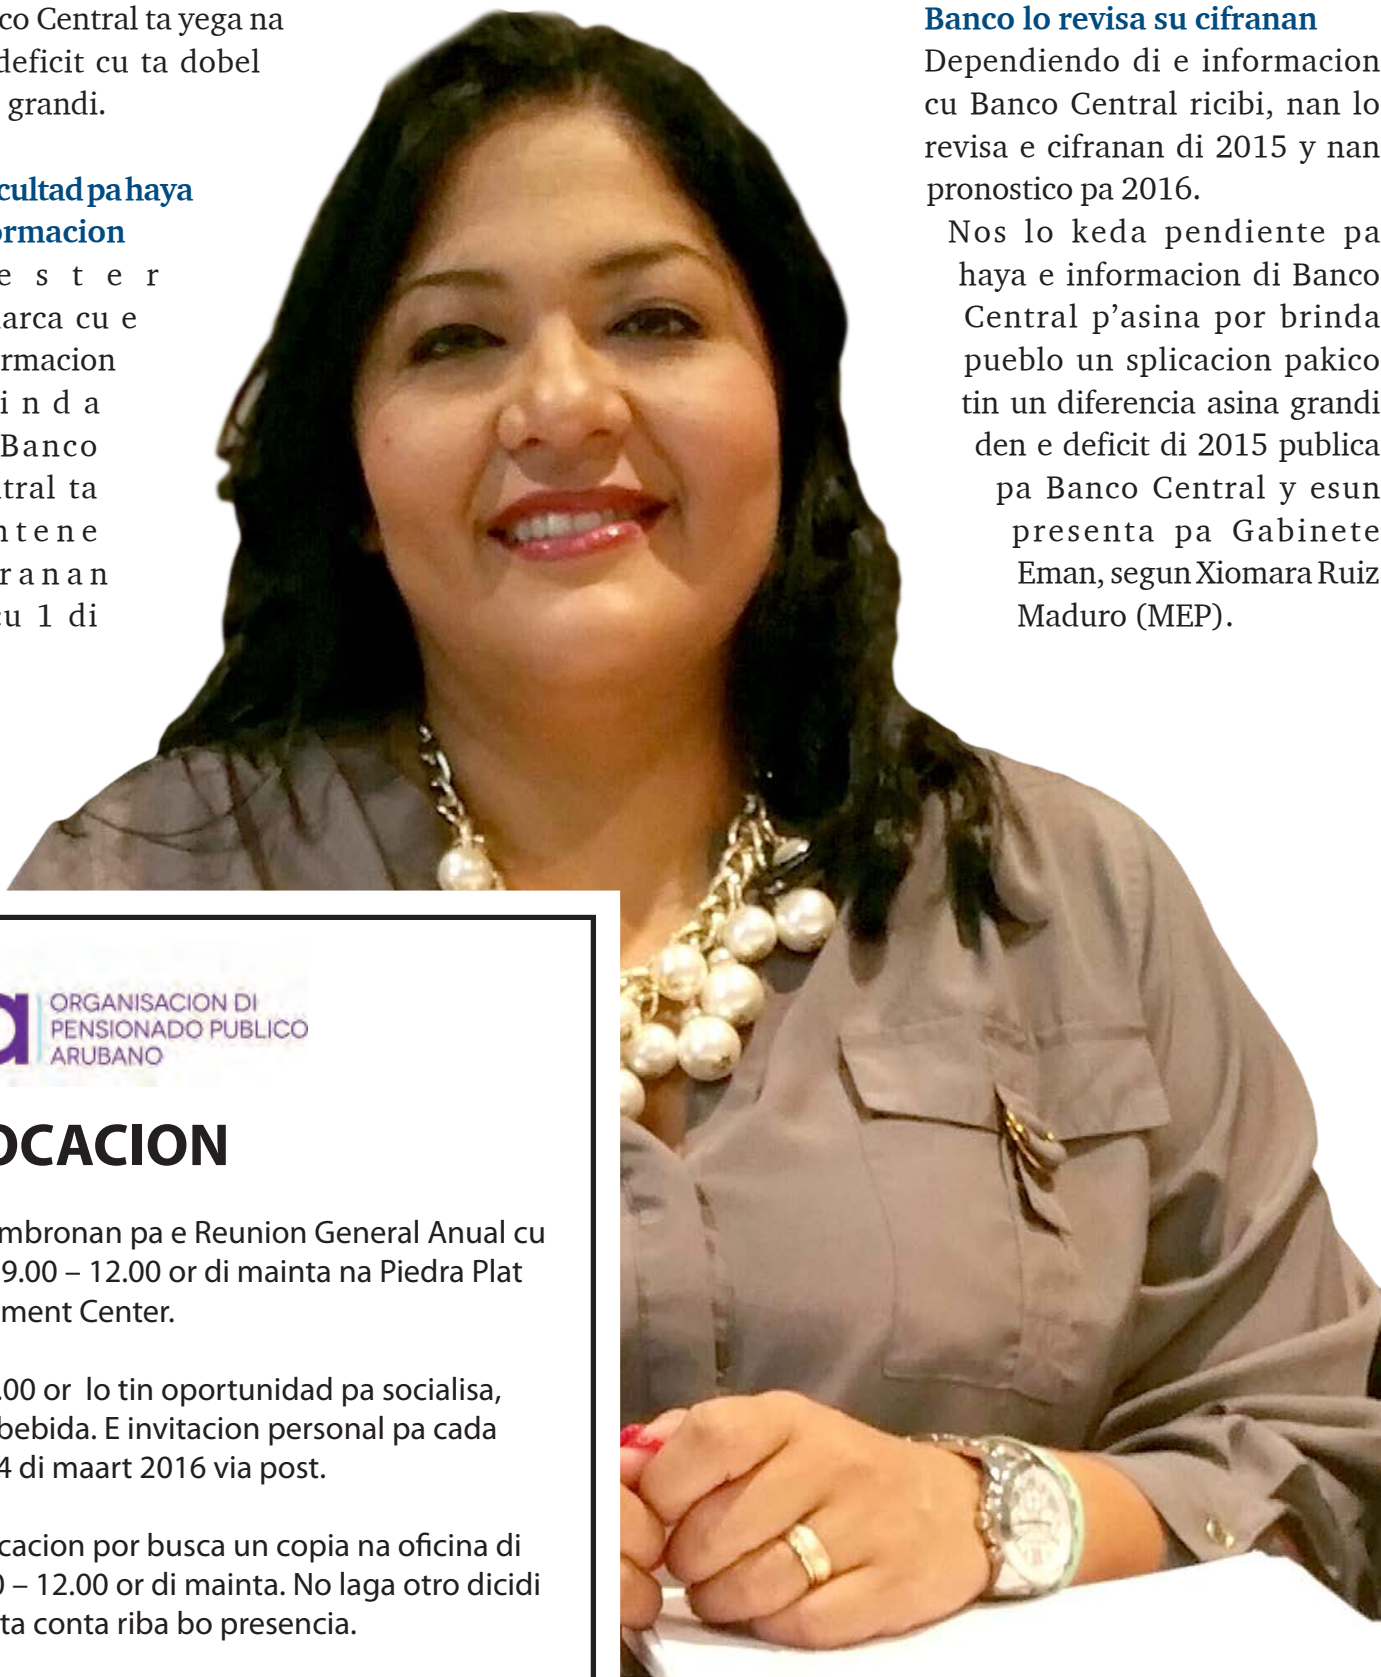 co Central ta yega na
deficit cu ta dobel
grandi.
cultad pa haya
ormacion
e s t e r
arca cu e
ormacion
i n d a
Banco
tral ta
n t e n e
r a n a n
cu 1 di
Banco lo revisa su cifranan
Dependiendo di e informacion
cu Banco Central ricibi, nan lo
revisa e cifranan di 2015 y nan
pronostico pa 2016.
Nos lo keda pendiente pa
haya e informacion di Banco
Central p'asina por brinda
pueblo un splicacion pakico
tin un diferencia asina grandi
den e deficit di 2015 publica
pa Banco Central y esun
presenta pa Gabinete
Eman, segun Xiomara Ruiz
Maduro (MEP).
a
ORGANISACION DI
PENSIONADO PUBLICO
ARUBANO
OCACION
mbronan pa e Reunion General Anual cu
9.00 – 12.00 or di mainta na Piedra Plat
ment Center.
.00 or lo tin oportunidad pa socialisa,
bebida. E invitacion personal pa cada
4 di maart 2016 via post.
cacion por busca un copia na oficina di
0 – 12.00 or di mainta. No laga otro dicidi
ta conta riba bo presencia.